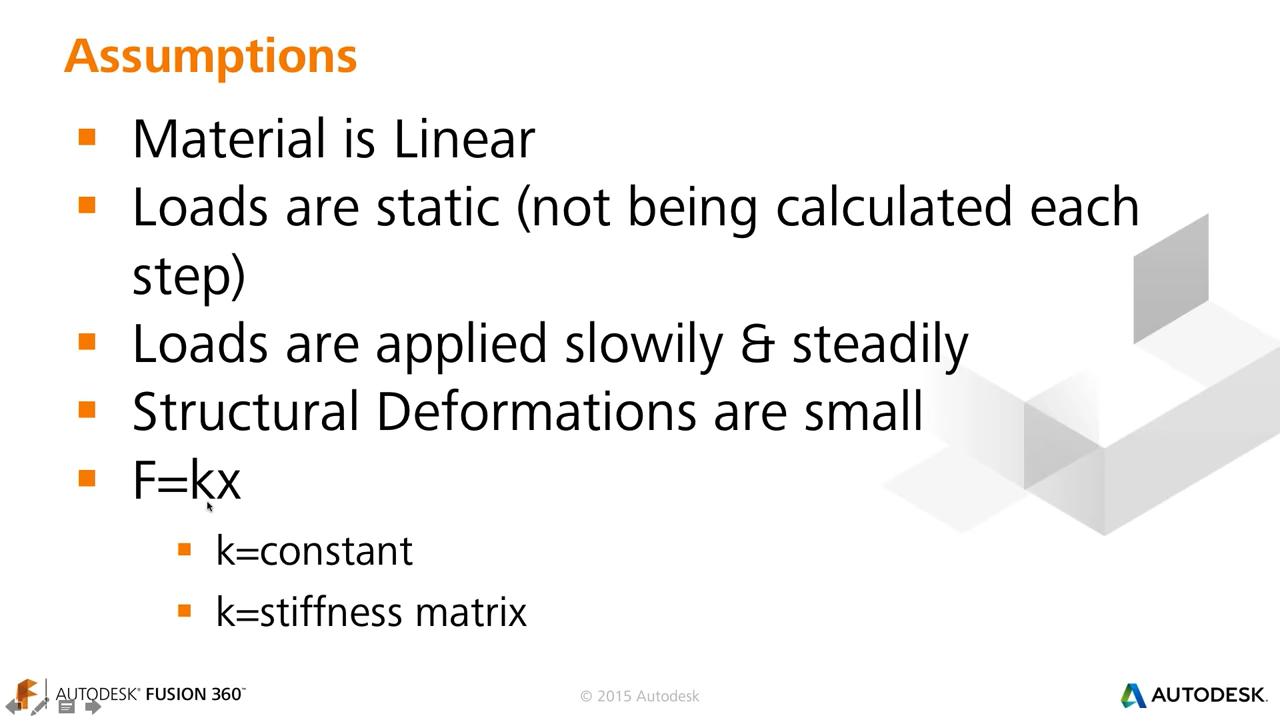 Assumptions
Material is Linear
Loads are static (not being calculated each
step)
Loads are applied slowily & steadily
Structural Deformations are small
F=kx
k=constant
k=stiffness matrix
AUTODESK® FUSION 360™
© 2015 Autodesk
AUTODESK.